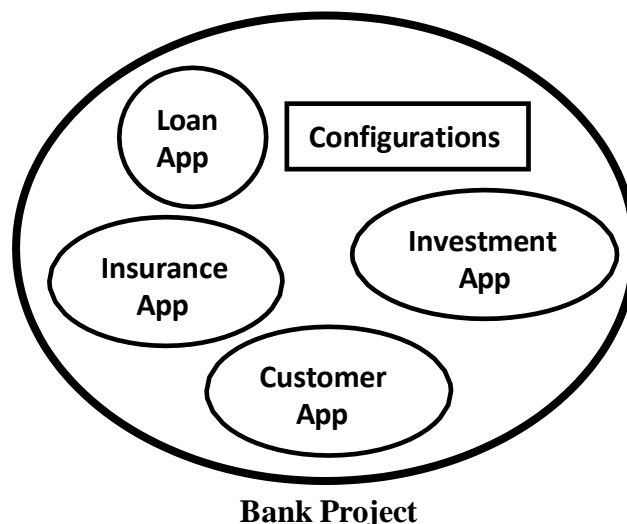 Loan
App
Configurations
Investment
App
Insurance
App
Customer
App
Bank Project